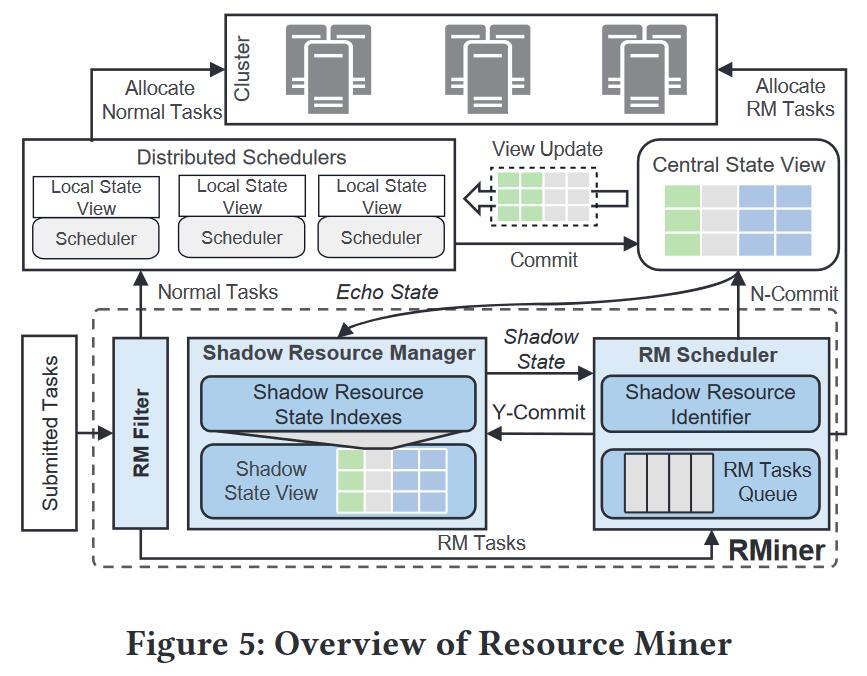 Cluster
Allocate
Normal Tasks
Allocate
RM Tasks
Distributed Schedulers
Local State
View
Scheduler
Local State
View
Scheduler
Local State
View
Scheduler
View Update
Central State View
Commit
Normal Tasks
Echo State
N-Commit
Submitted Tasks
RM Filter
Shadow Resource Manager
Shadow Resource
State Indexes
Shadow
State View
Shadow
State
Y-Commit
RM Scheduler
Shadow Resource
Identifier
RM Tasks
Queue
RM Tasks
RMiner
Figure 5: Overview of Resource Miner